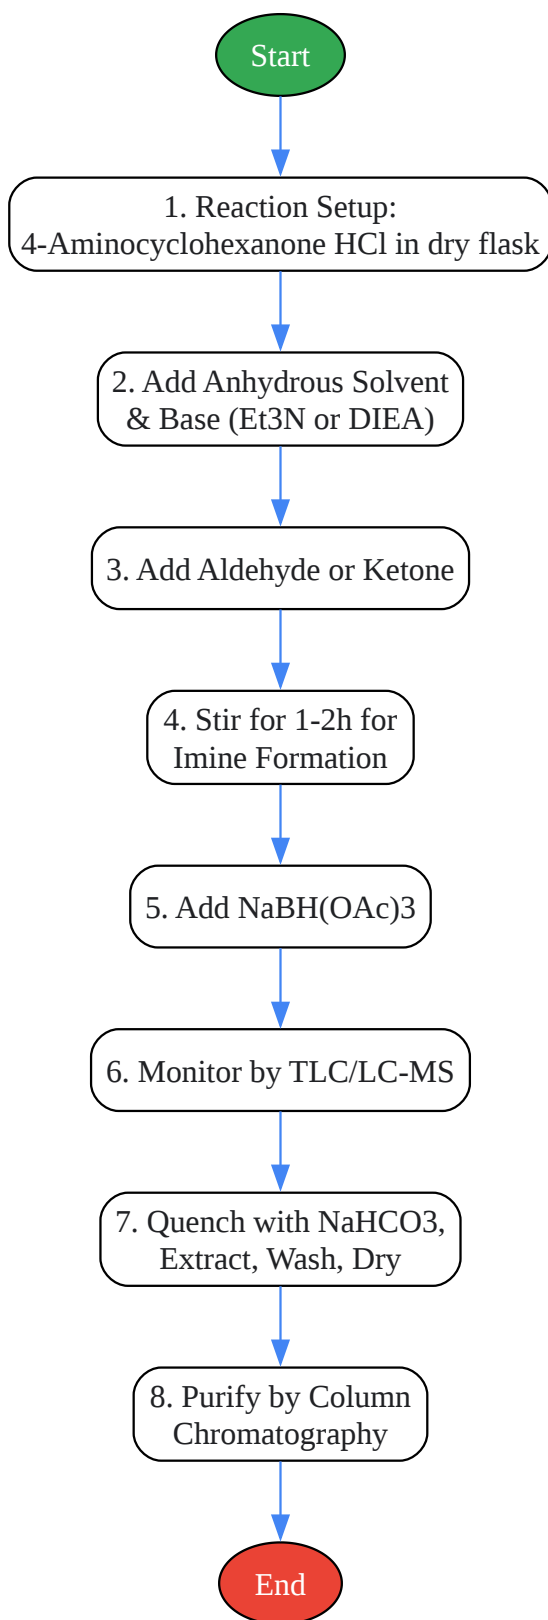 Start
1. Reaction Setup:
4-Aminocyclohexanone HCl in dry flask
2. Add Anhydrous Solvent
& Base (Et3N or DIEA)
3. Add Aldehyde or Ketone
4. Stir for 1-2h for
Imine Formation
5. Add NaBH(OAc)3
6. Monitor by TLC/LC-MS
7. Quench with NaHCO3,
Extract, Wash, Dry
8. Purify by Column
Chromatography
End